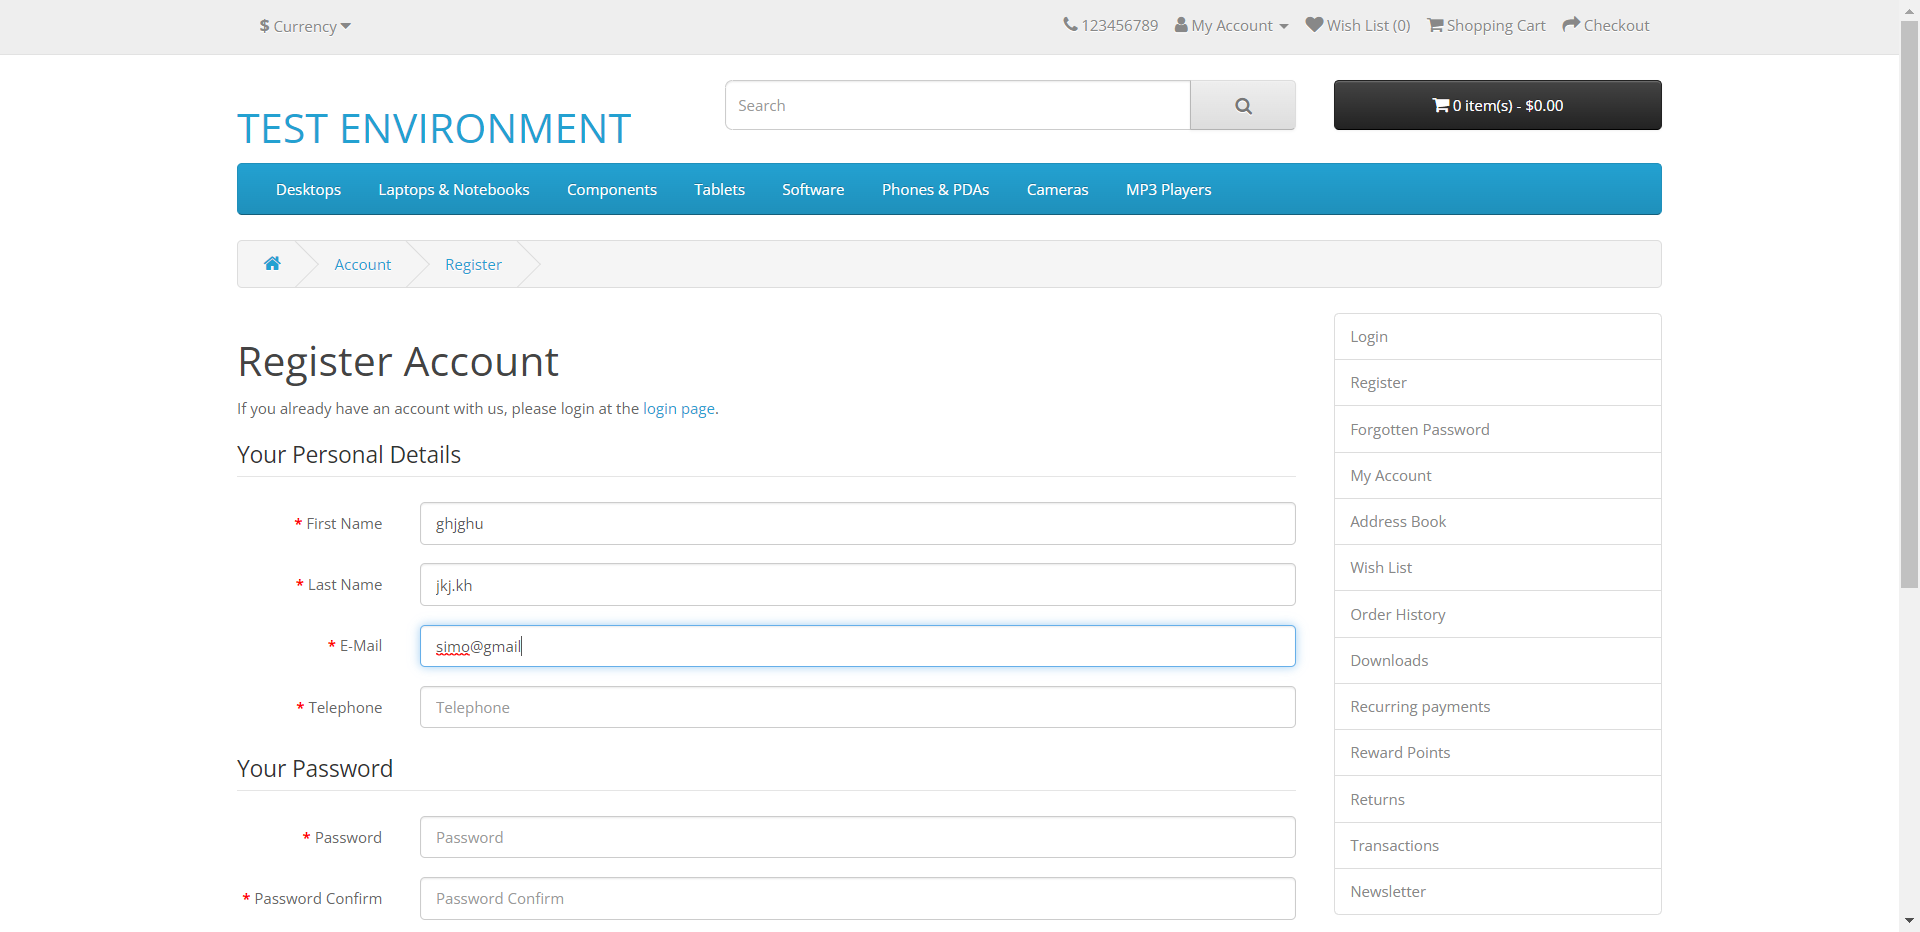 $ Currency
123456789 My Account Wish List (0) Shopping Cart Checkout
TEST ENVIRONMENT
Search
0 item(s) - $0.00
Desktops Laptops & Notebooks Components Tablets Software Phones & PDAs Cameras MP3 Players
Account Register
Register Account
If you already have an account with us, please login at the login page.
Your Personal Details
* First Name ghjghu
* Last Name jkj.kh
* E-Mail simo@gmail
* Telephone Telephone
Your Password
* Password Password
* Password Confirm Password Confirm
Login
Register
Forgotten Password
My Account
Address Book
Wish List
Order History
Downloads
Recurring payments
Reward Points
Returns
Transactions
Newsletter